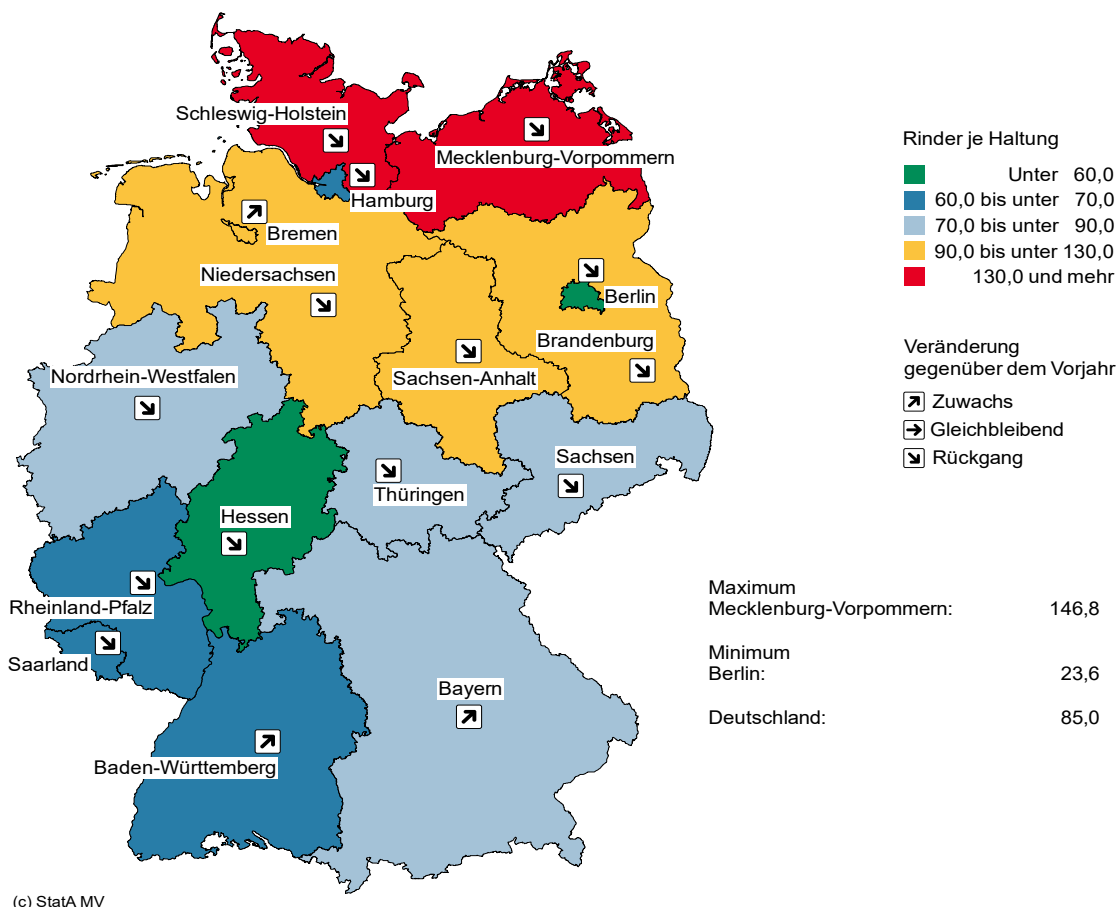 Schleswig-Holstein
Mecklenburg-Vorpommern
Hamburg
Bremen
Niedersachsen
Berlin
Brandenburg
Sachsen-Anhalt
Nordrhein-Westfalen
Sachsen
Thüringen
Hessen
Rheinland-Pfalz
Saarland
Bayern
Baden-Württemberg
Rinder je Haltung
Unter 60,0
60,0 bis unter 70,0
70,0 bis unter 90,0
90,0 bis unter 130,0
130,0 und mehr
Veränderung
gegenüber dem Vorjahr
Zuwachs
Gleichbleibend
Rückgang
Maximum
Mecklenburg-Vorpommern: 146,8
Minimum
Berlin: 23,6
Deutschland: 85,0
(c) StatA MV